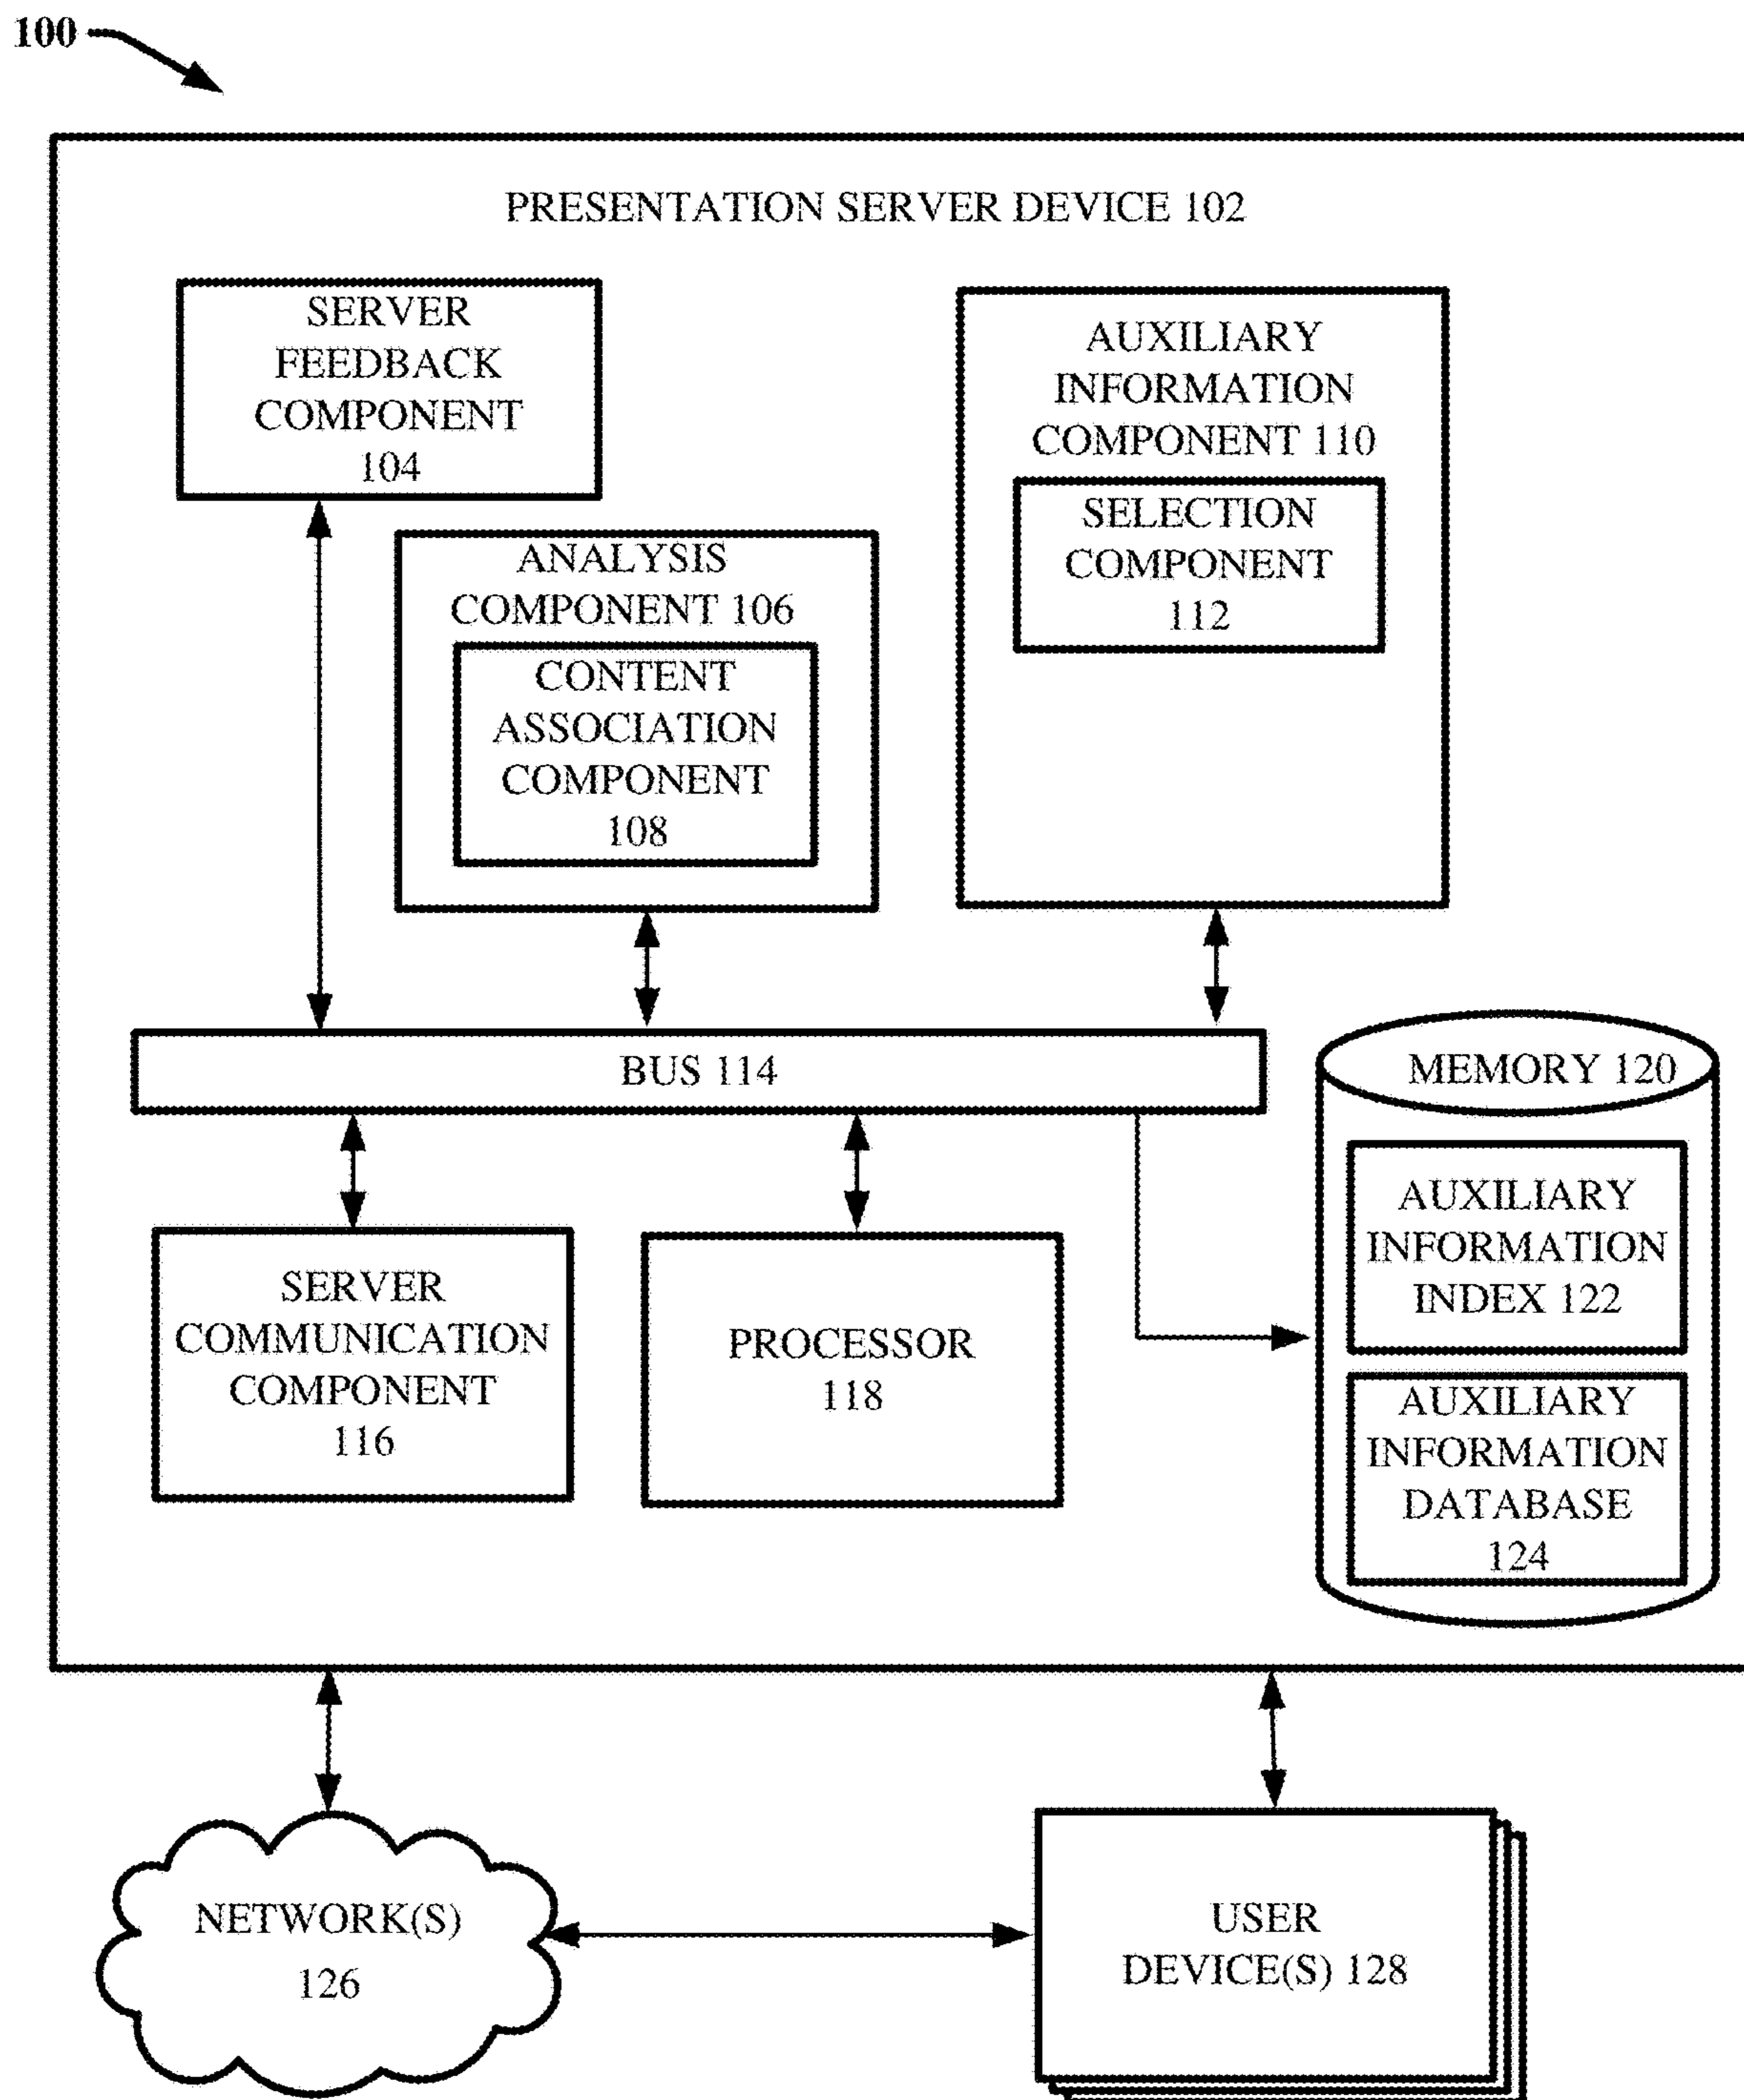 100
PRESENTATION SERVER DEVICE 102
SERVER
FEEDBACK
COMPONENT
104
AUXILIARY
INFORMATION
COMPONENT 110
SELECTION
COMPONENT
112
ANALYSIS
COMPONENT 106
CONTENT
ASSOCIATION
COMPONENT
108
BUS 114
MEMORY 120
AUXILIARY
INFORMATION
INDEX 122
AUXILIARY
INFORMATION
DATABASE
124
SERVER
COMMUNICATION
COMPONENT
116
PROCESSOR
118
NETWORK(S)
126
USER
DEVICE(S) 128